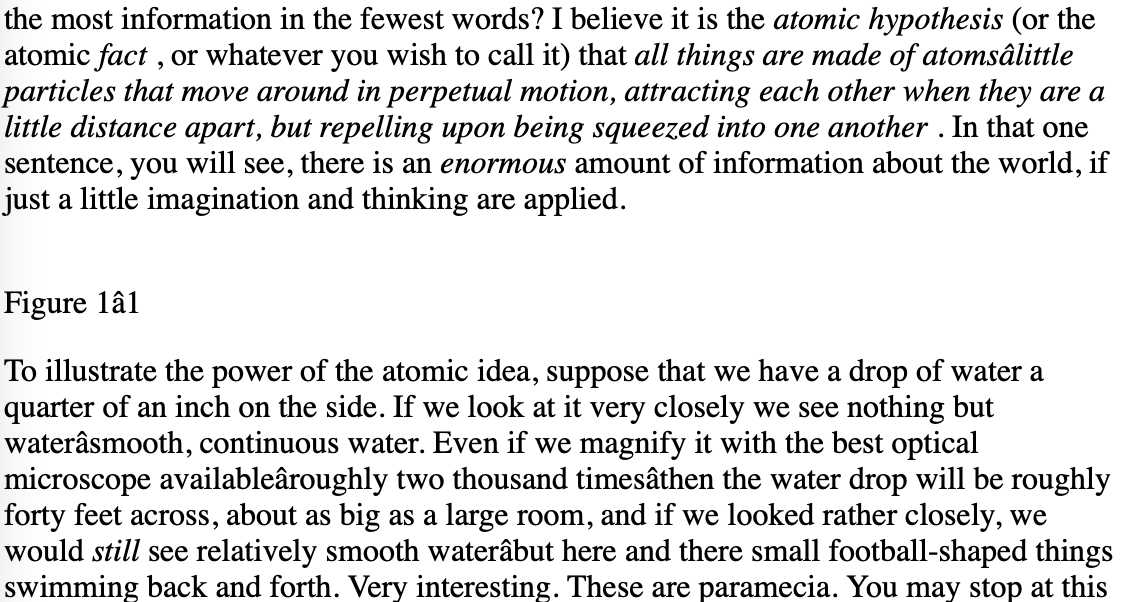 the most information in the fewest words? I believe it is the atomic hypothesis (or the
atomic fact , or whatever you wish to call it) that all things are made of atomsâlittle
particles that move around in perpetual motion, attracting each other when they are a
little distance apart, but repelling upon being squeezed into one another . In that one
sentence, you will see, there is an enormous amount of information about the world, if
just a little imagination and thinking are applied.
Figure 1â1
To illustrate the power of the atomic idea, suppose that we have a drop of water a
quarter of an inch on the side. If we look at it very closely we see nothing but
waterâsmooth, continuous water. Even if we magnify it with the best optical
microscope availableâroughly two thousand timesâthen the water drop will be roughly
forty feet across, about as big as a large room, and if we looked rather closely, we
would still see relatively smooth waterâbut here and there small football-shaped things
swimming back and forth. Very interesting. These are paramecia. You may stop at this